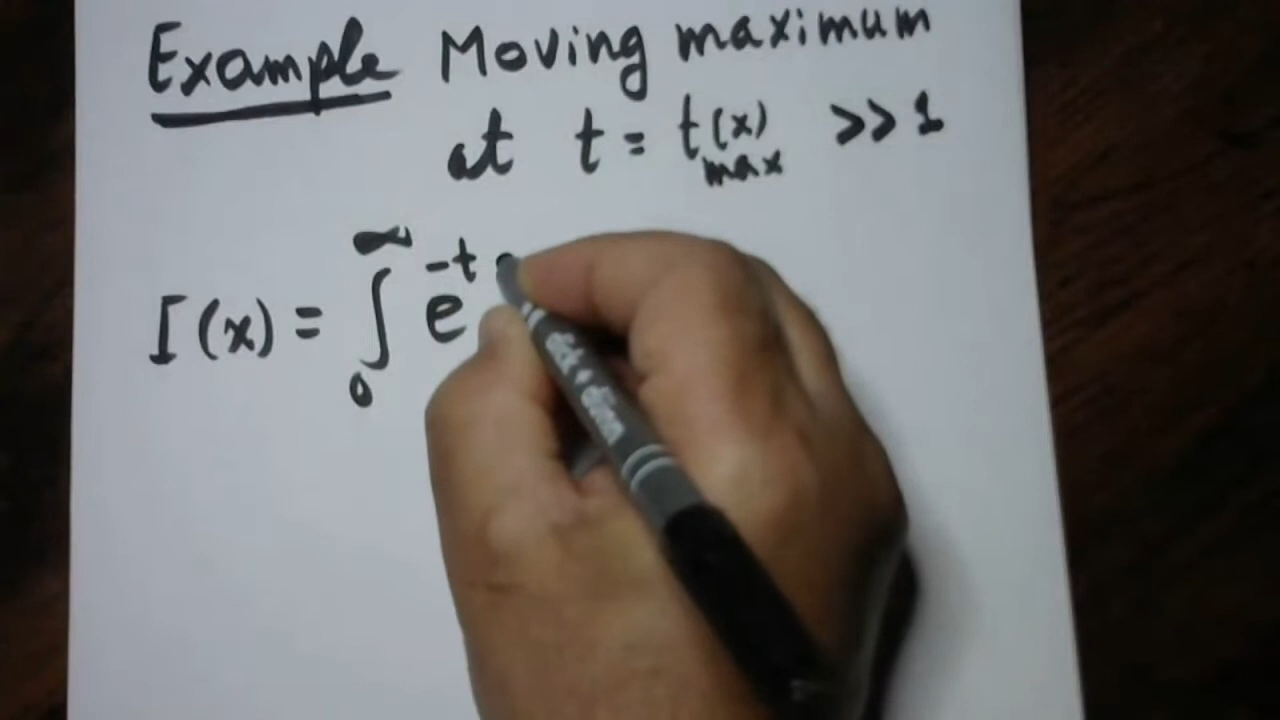 Example Moving maximum
at t = t(x) >> 1
max
∞
I(x) = ∫ e
-t
0